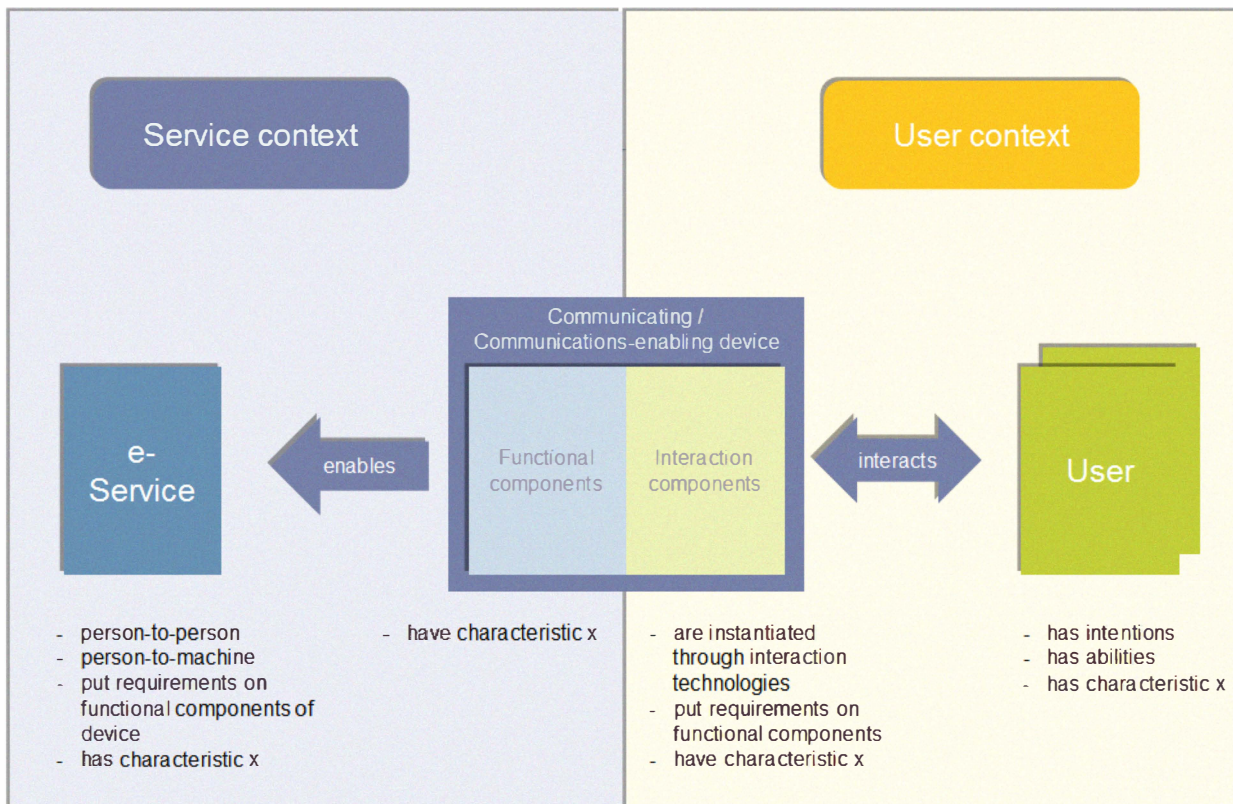 Service context
User context
Communicating /
Communications-enabling device
e-
Service
enables
Functional
components
Interaction
components
interacts
User
- person-to-person
- person-to-machine
- put requirements on
functional components of
device
- has characteristic x
- have characteristic x
- are instantiated
through interaction
technologies
- put requirements on
functional components
- have characteristic x
- has intentions
- has abilities
- has characteristic x